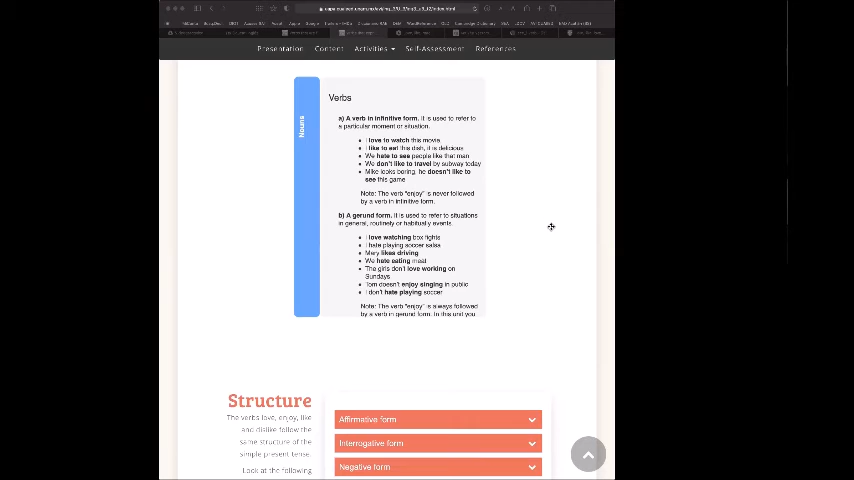 Presentation Content Activities Self-Assessment References
Nouns
Verbs
a) A verb in infinitive form. It is used to refer to
a particular moment or situation.
I love to watch this movie
I like to eat this dish, it is delicious
We hate to see people like that man
We don't like to travel by subway today
Mike looks boring, he doesn't like to
see this game
Note: The verb "enjoy" is never followed
by a verb in infinitive form.
b) A gerund form. It is used to refer to situations
in general, routinely or habitually events.
I love watching box fights
I hate playing soccer salsa
Mary likes driving
We hate eating meat
The girls don't love working on
Sundays
Tom doesn't enjoy singing in public
I don't hate playing soccer
Note: The verb "enjoy" is always followed
by a verb in gerund form. In this unit you
Structure
The verbs love, enjoy, like
and dislike follow the
same structure of the
simple present tense.
Look at the following
Affirmative form
Interrogative form
Negative form